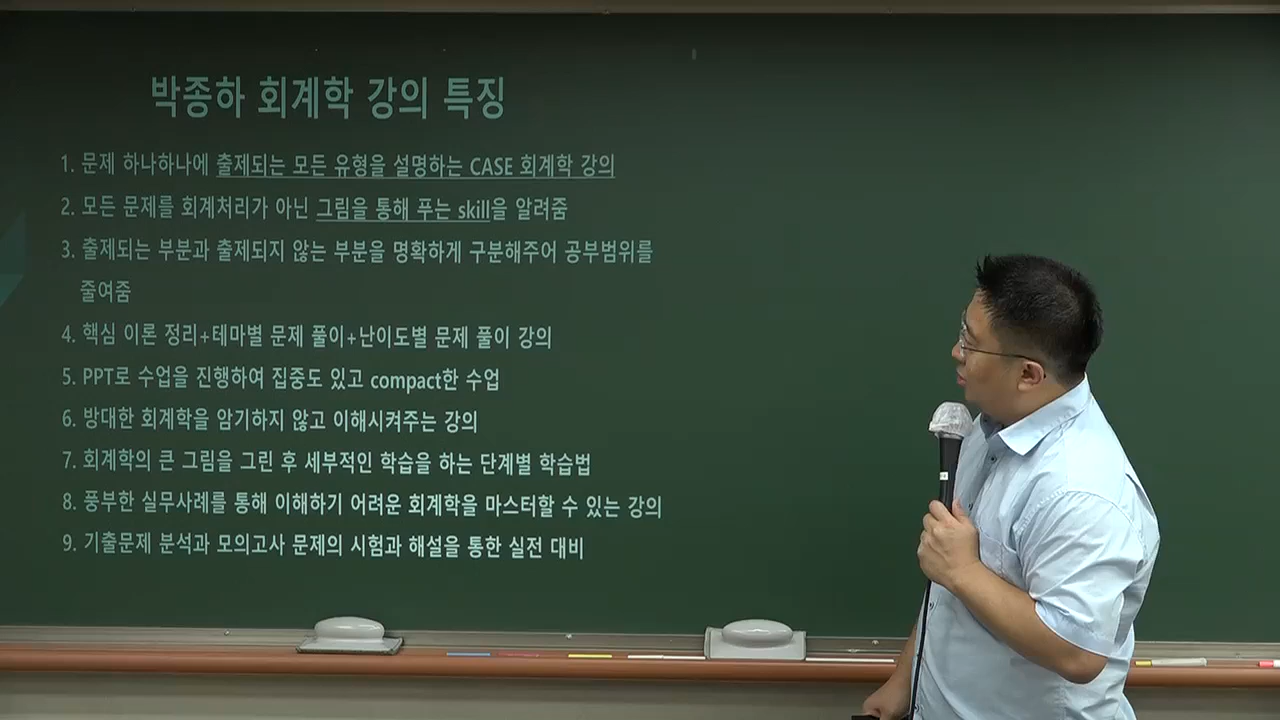 박종하 회계학 강의 특징
1. 문제 하나하나에 출제되는 모든 유형을 설명하는 CASE 회계학 강의
2. 모든 문제를 회계처리가 아닌 그림을 통해 푸는 skill을 알려줌
3. 출제되는 부분과 출제되지 않는 부분을 명확하게 구분해주어 공부범위를
줄여줌
4. 핵심 이론 정리+테마별 문제 풀이+난이도별 문제 풀이 강의
5. PPT로 수업을 진행하여 집중도 있고 compact한 수업
6. 방대한 회계학을 암기하지 않고 이해시켜주는 강의
7. 회계학의 큰 그림을 그린 후 세부적인 학습을 하는 단계별 학습법
8. 풍부한 실무사례를 통해 이해하기 어려운 회계학을 마스터할 수 있는 강의
9. 기출문제 분석과 모의고사 문제의 시험과 해설을 통한 실전 대비